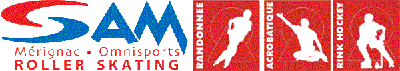 SAM
Mérignac • Omnisports
ROLLER SKATING
RANDONNEE
ACROBATIQUE
RINK HOCKEY